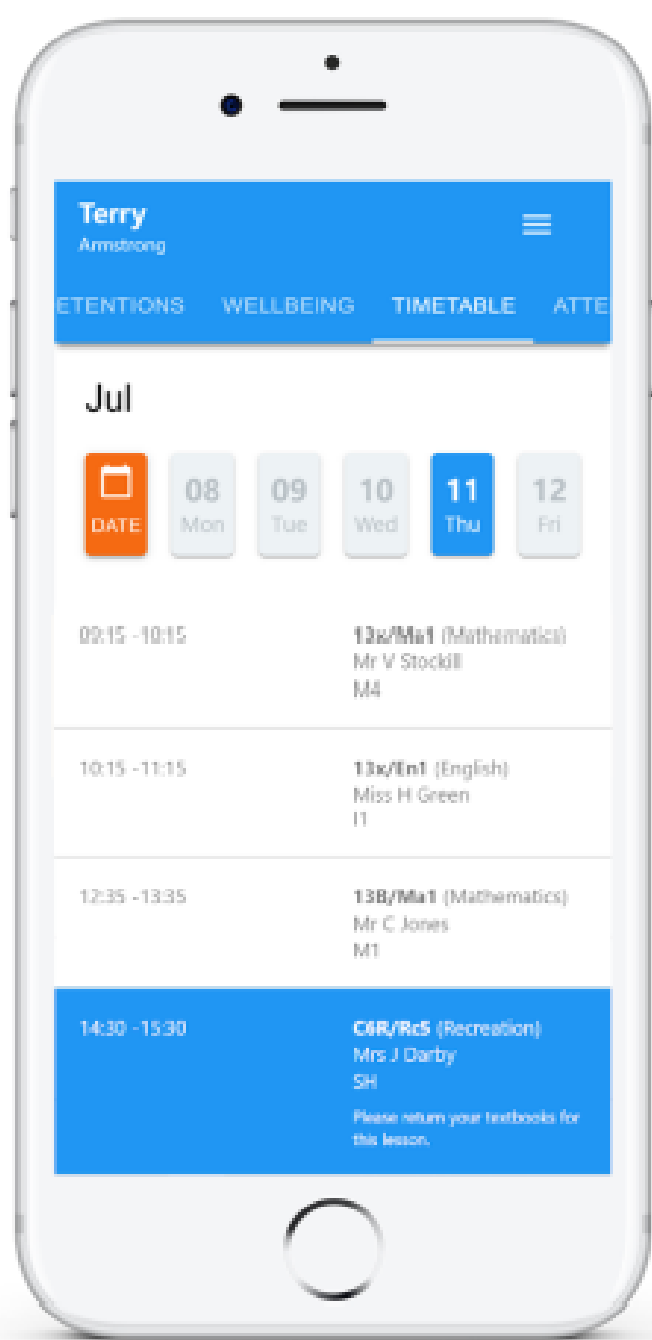 Terry
Armstrong
ETENTIONS WELLBEING TIMETABLE ATTE
Jul
DATE 08 Mon 09 Tue 10 Wed 11 Thu 12 Fri
09:15 -10:15 13x/Ma1 (Mathematics)
Mr V Stockill
M4
10:15 -11:15 13x/En1 (English)
Miss H Green
I1
12:35 -13:35 13B/Ma1 (Mathematics)
Mr C Jones
M1
14:30 -15:30 C6R/Rc5 (Recreation)
Mrs J Darby
SH
Please return your textbooks for
this lesson.